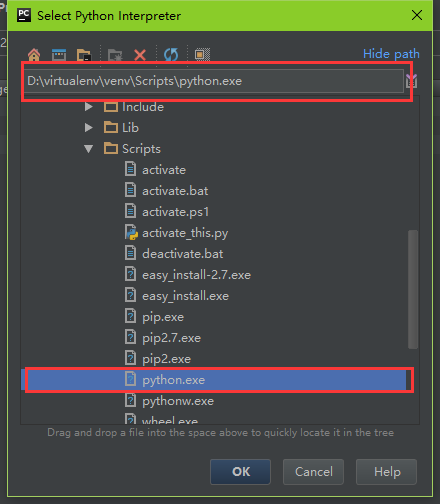 PC Select Python Interpreter
Hide path
D:\virtualenv\venv\Scripts\python.exe
Include
Lib
Scripts
activate
activate.bat
activate.ps1
activate_this.py
deactivate.bat
easy_install-2.7.exe
easy_install.exe
pip.exe
pip2.7.exe
pip2.exe
python.exe
pythonw.exe
wheel.exe
Drag and drop a file into the space above to quickly locate it in the tree
OK Cancel Help